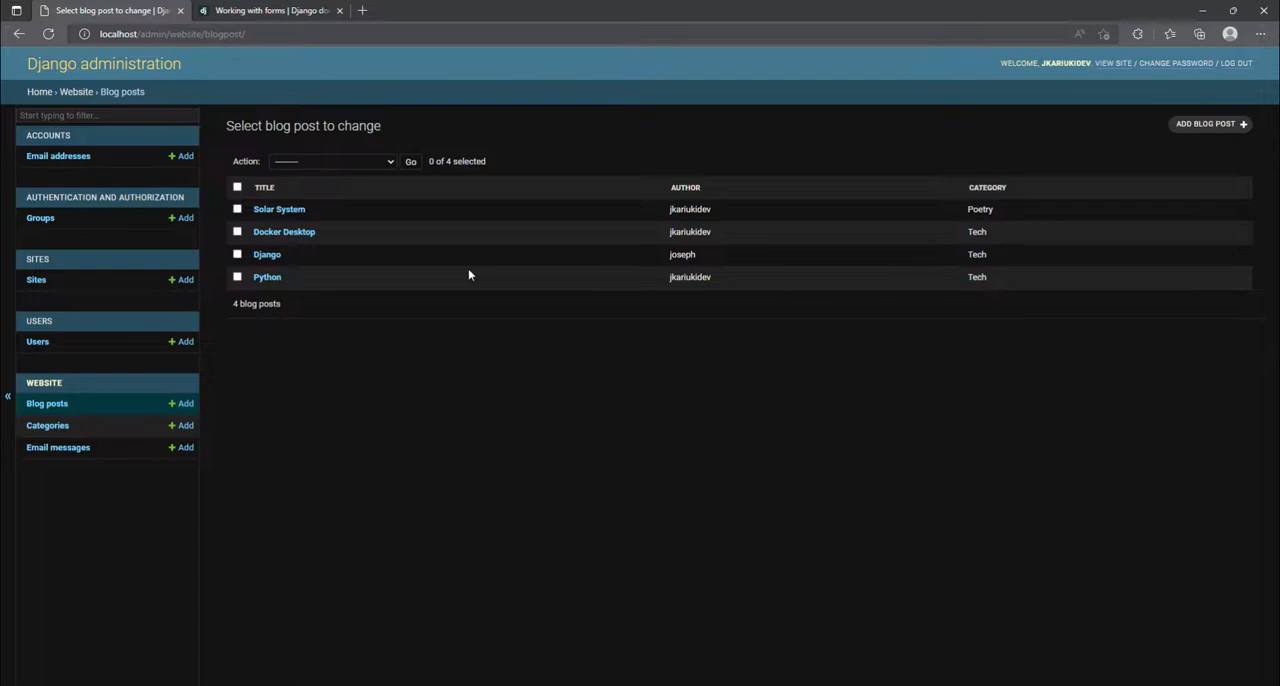 Select blog post to change | Dja
Working with forms | Django do
localhost/admin/website/blogpost/
Django administration
WELCOME, JKARIUKIDEV. VIEW SITE / CHANGE PASSWORD / LOG OUT
Home › Website › Blog posts
Start typing to filter...
ACCOUNTS
Email addresses + Add
AUTHENTICATION AND AUTHORIZATION
Groups + Add
SITES
Sites + Add
USERS
Users + Add
WEBSITE
Blog posts + Add
Categories + Add
Email messages + Add
«
Select blog post to change
ADD BLOG POST +
Action: --------- Go 0 of 4 selected
TITLE AUTHOR CATEGORY
Solar System jkariukidev Poetry
Docker Desktop jkariukidev Tech
Django joseph Tech
Python jkariukidev Tech
4 blog posts